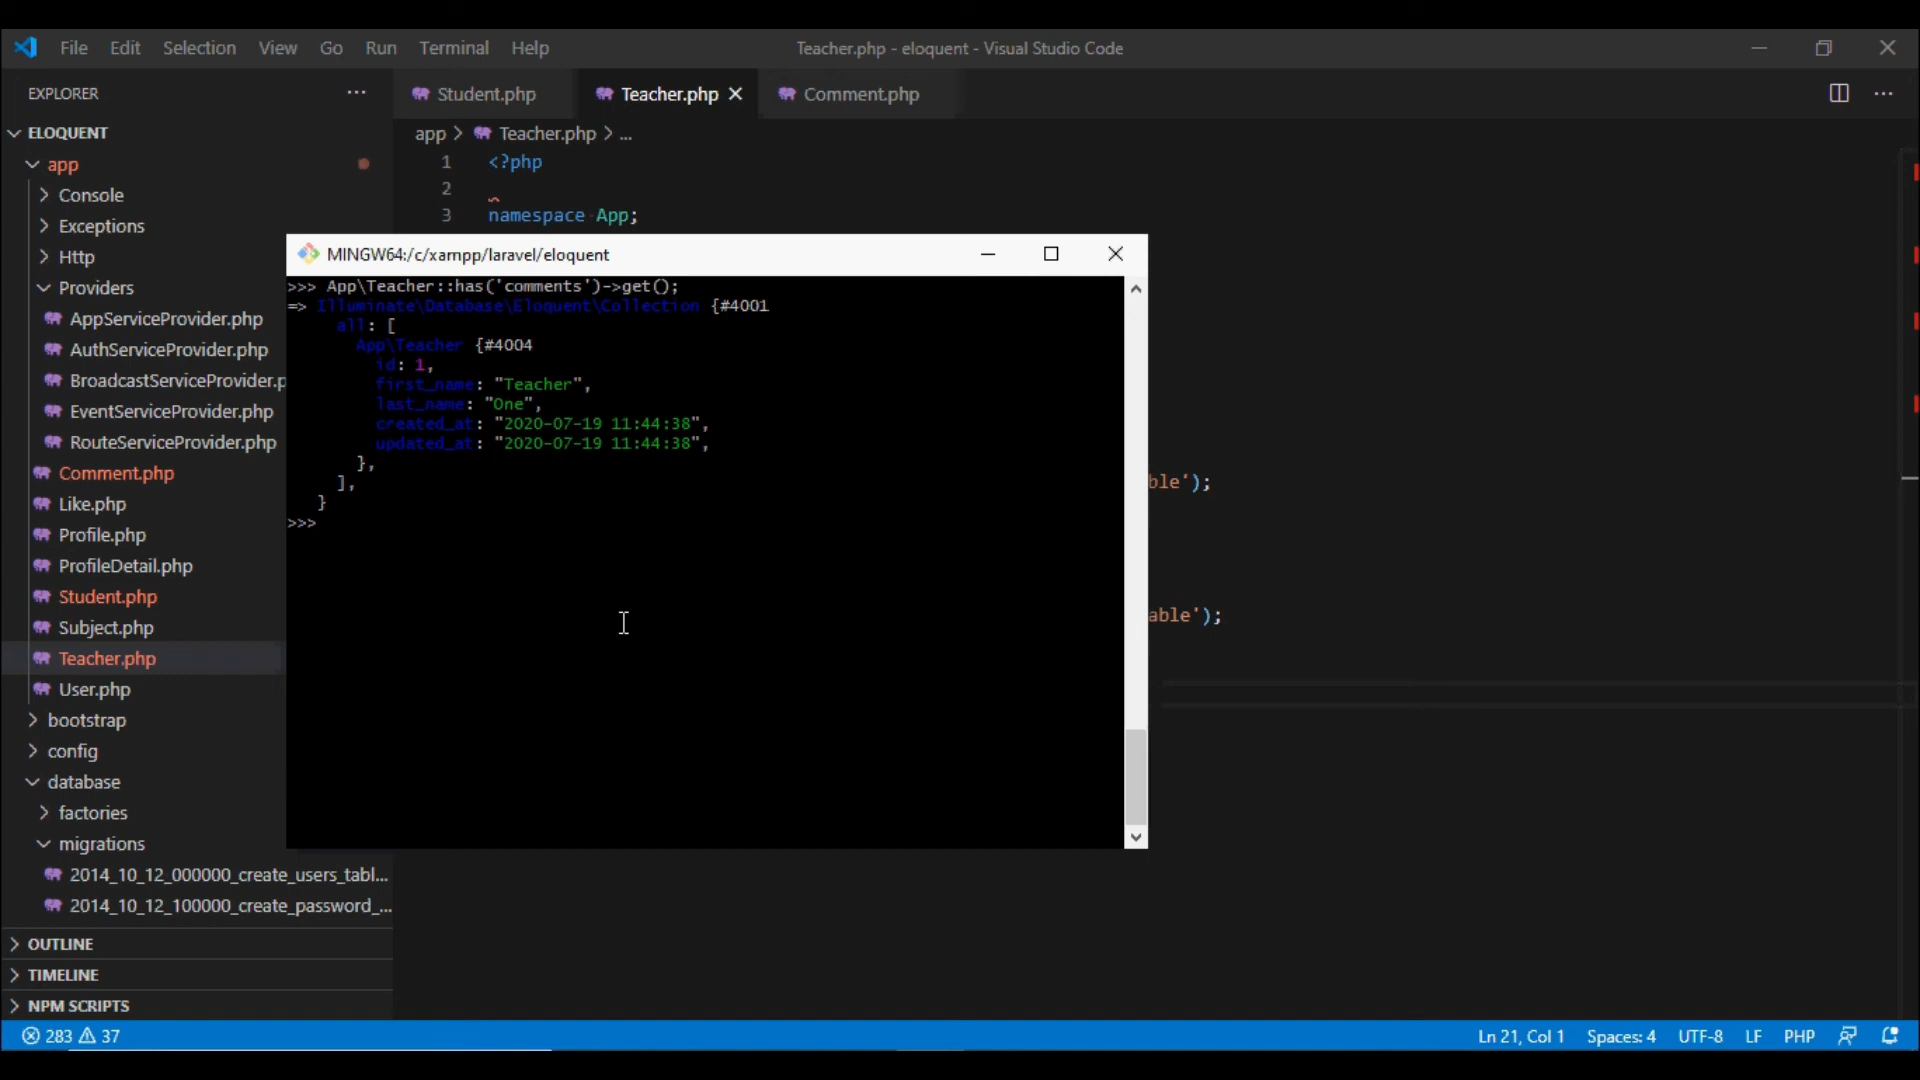 File Edit Selection View Go Run Terminal Help Teacher.php - eloquent - Visual Studio Code
EXPLORER ...
Student.php Teacher.php Comment.php ...
ELOQUENT
app
Console
Exceptions
Http
Providers
AppServiceProvider.php
AuthServiceProvider.php
BroadcastServiceProvider.p
EventServiceProvider.php
RouteServiceProvider.php
Comment.php
Like.php
Profile.php
ProfileDetail.php
Student.php
Subject.php
Teacher.php
User.php
bootstrap
config
database
factories
migrations
2014_10_12_000000_create_users_tabl...
2014_10_12_100000_create_password_...
OUTLINE
TIMELINE
NPM SCRIPTS
app > Teacher.php > ...
1 <?php
2
3 namespace App;
ble');
able');
MINGW64:/c/xampp/laravel/eloquent
>>> App\Teacher::has('comments')->get();
=> Illuminate\Database\Eloquent\Collection {#4001
all: [
App\Teacher {#4004
id: 1,
first_name: "Teacher",
last_name: "One",
created_at: "2020-07-19 11:44:38",
updated_at: "2020-07-19 11:44:38",
},
],
}
>>>
283 37 Ln 21, Col 1 Spaces: 4 UTF-8 LF PHP